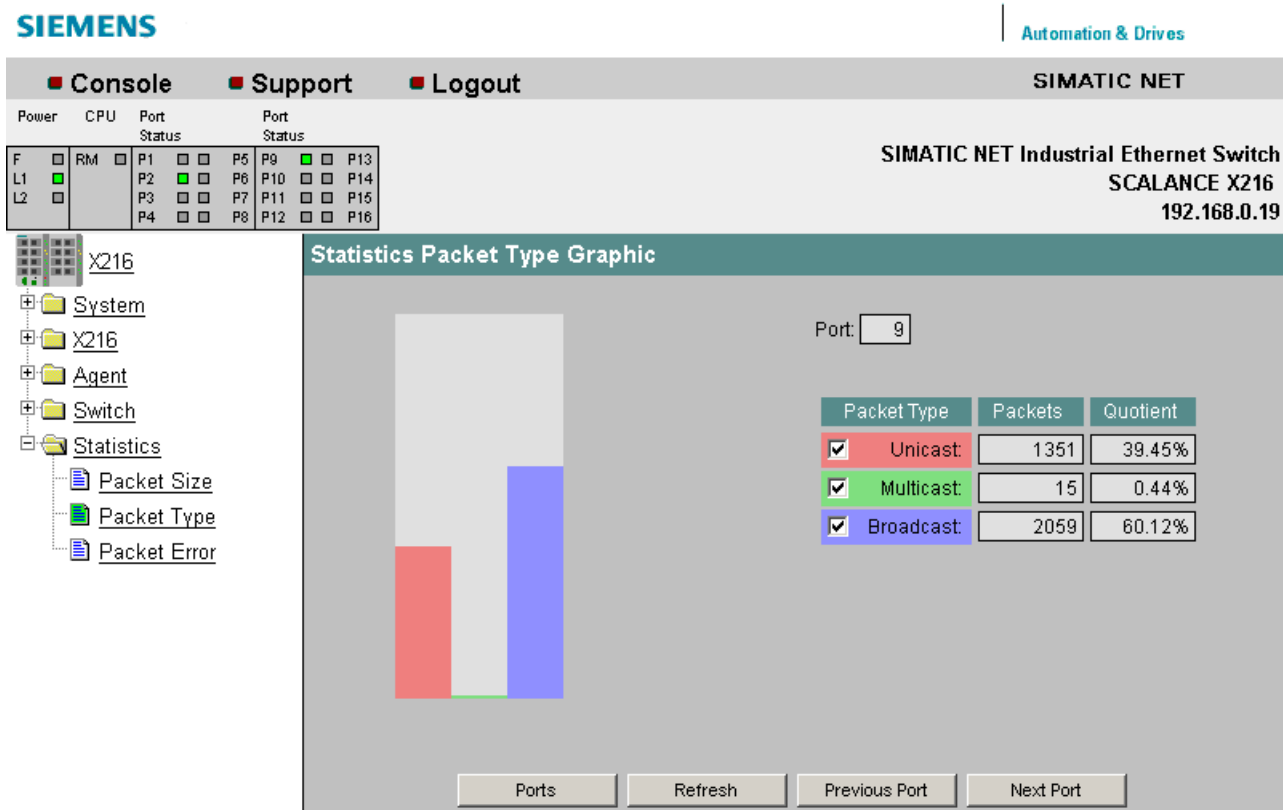 SIEMENS
Automation & Drives
Console Support Logout SIMATIC NET
Power CPU Port Status Port Status
F RM P1 P5 P9 P13
L1 P2 P6 P10 P14
L2 P3 P7 P11 P15
P4 P8 P12 P16
SIMATIC NET Industrial Ethernet Switch
SCALANCE X216
192.168.0.19
X216
System
X216
Agent
Switch
Statistics
Packet Size
Packet Type
Packet Error
Statistics Packet Type Graphic
Port: 9
Packet Type Packets Quotient
Unicast: 1351 39.45%
Multicast: 15 0.44%
Broadcast: 2059 60.12%
Ports Refresh Previous Port Next Port